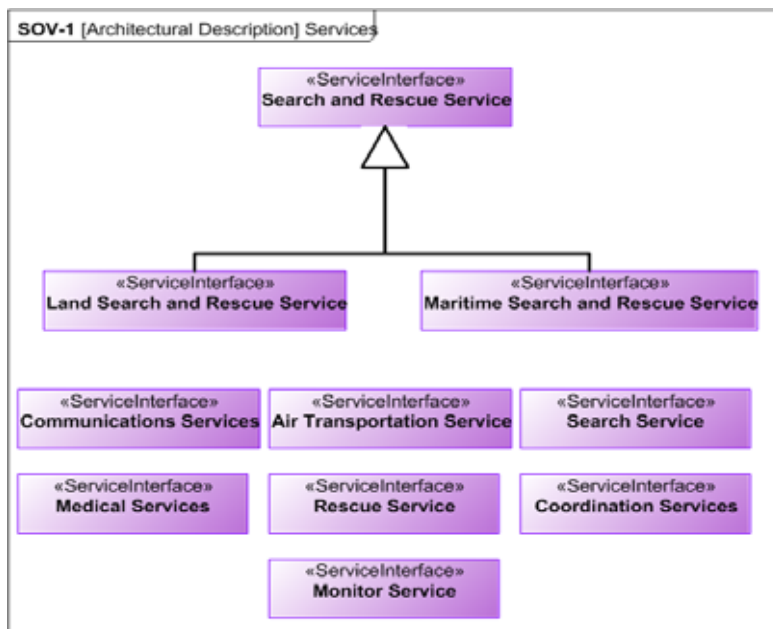 SOV-1 [Architectural Description] Services
«ServiceInterface»
Search and Rescue Service
«ServiceInterface»
Land Search and Rescue Service
«ServiceInterface»
Maritime Search and Rescue Service
«ServiceInterface»
Communications Services
«ServiceInterface»
Air Transportation Service
«ServiceInterface»
Search Service
«ServiceInterface»
Medical Services
«ServiceInterface»
Rescue Service
«ServiceInterface»
Coordination Services
«ServiceInterface»
Monitor Service